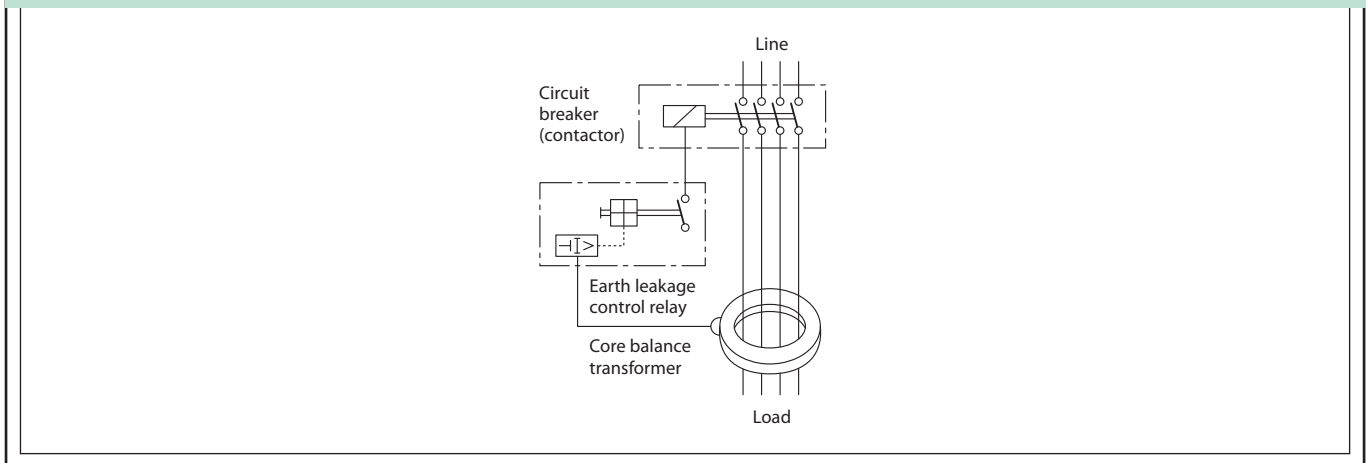 Line
Circuit
breaker
(contactor)
Earth leakage
control relay
Core balance
transformer
Load